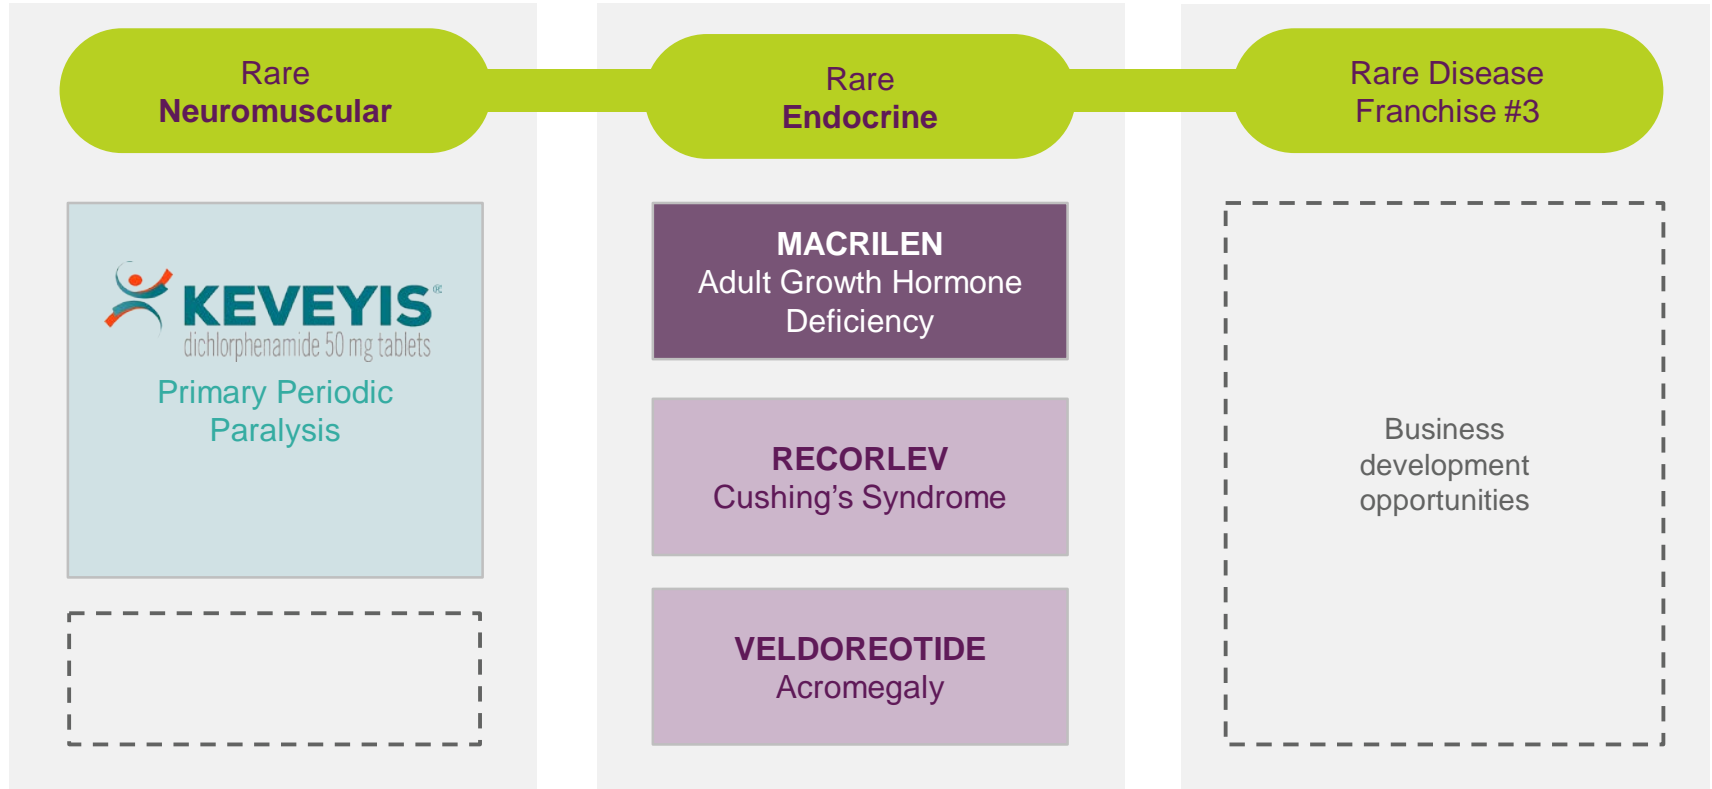 Rare
Neuromuscular
KEVEYIS®
dichlorphenamide 50 mg tablets
Primary Periodic
Paralysis
Rare
Endocrine
MACRILEN
Adult Growth Hormone
Deficiency
RECORLEV
Cushing’s Syndrome
VELDOREOTIDE
Acromegaly
Rare Disease
Franchise #3
Business
development
opportunities